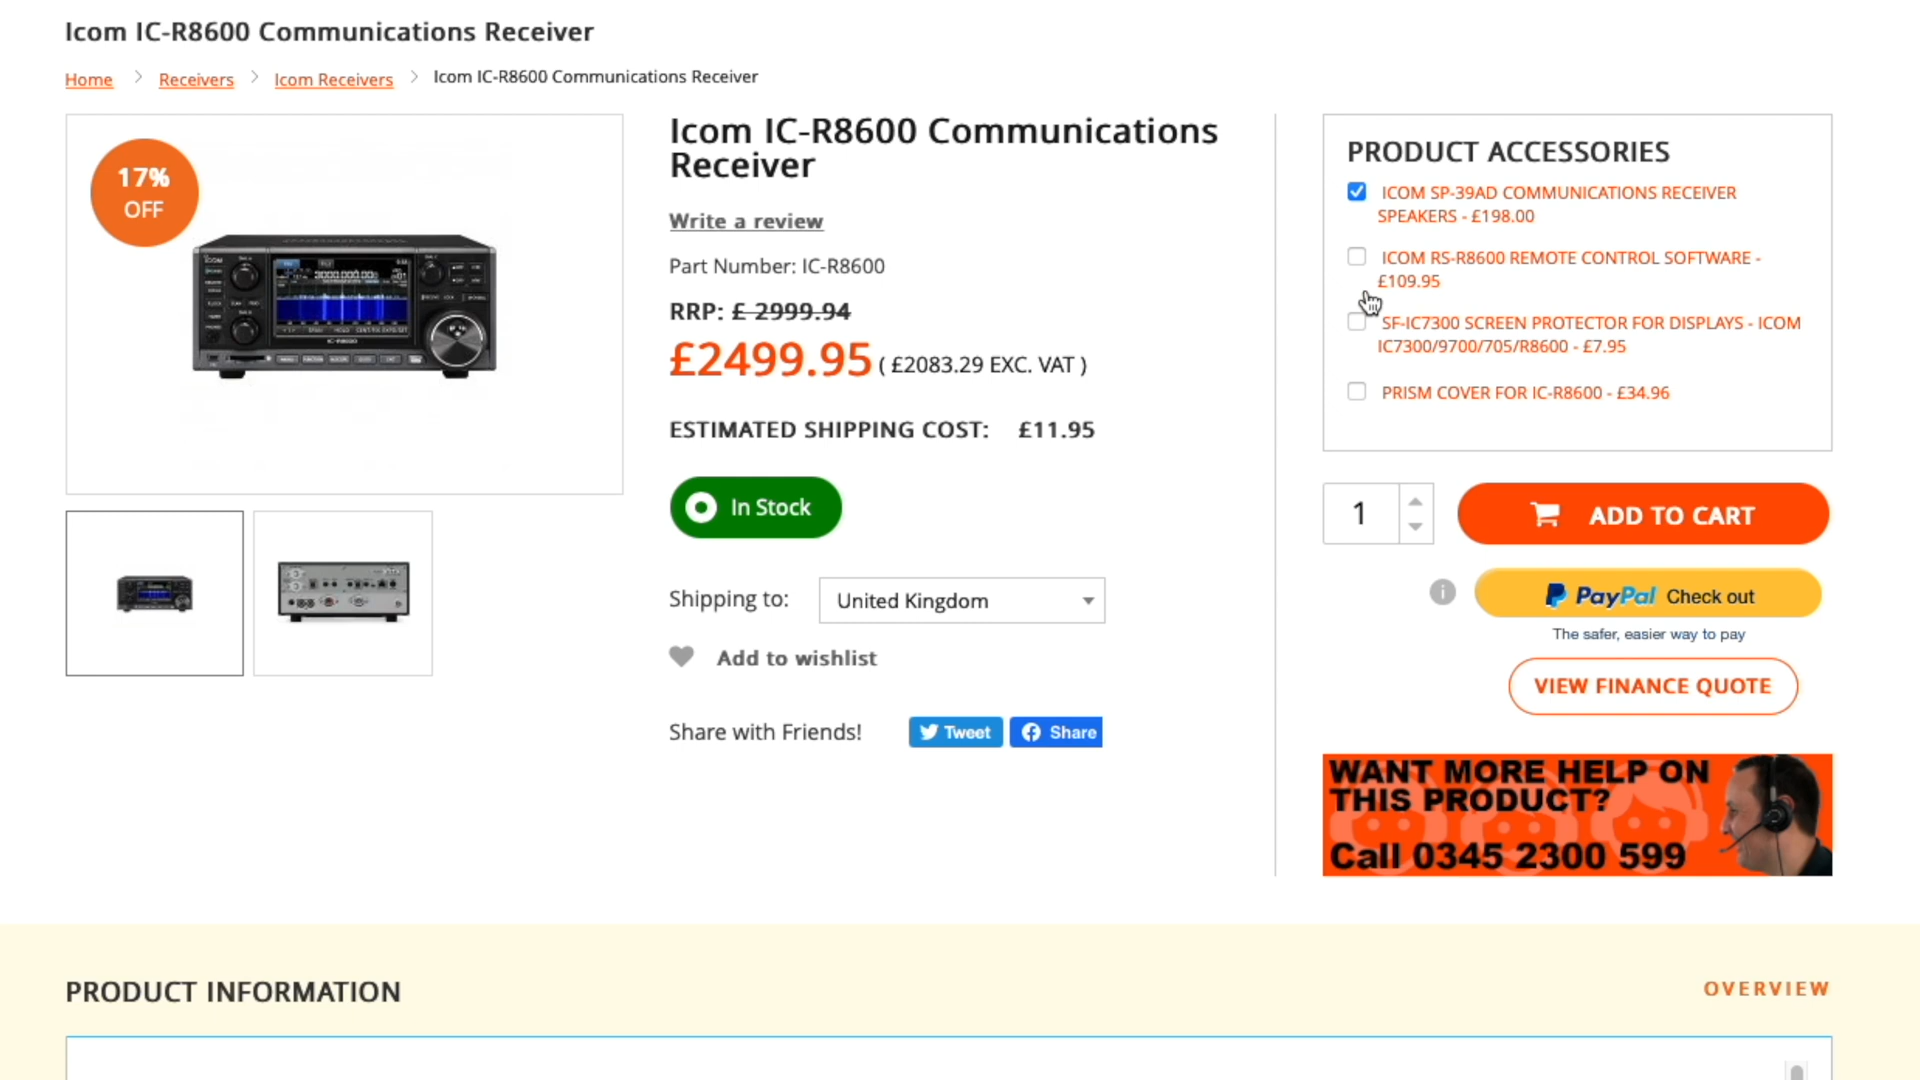 Icom IC-R8600 Communications Receiver
Home > Receivers > Icom Receivers > Icom IC-R8600 Communications Receiver
17%
OFF
Icom IC-R8600 Communications
Receiver
Write a review
Part Number: IC-R8600
RRP: £ 2999.94
£2499.95 ( £2083.29 EXC. VAT )
ESTIMATED SHIPPING COST: £11.95
In Stock
Shipping to: United Kingdom
Add to wishlist
Share with Friends! Tweet Share
PRODUCT ACCESSORIES
ICOM SP-39AD COMMUNICATIONS RECEIVER
SPEAKERS - £198.00
ICOM RS-R8600 REMOTE CONTROL SOFTWARE -
£109.95
SF-IC7300 SCREEN PROTECTOR FOR DISPLAYS - ICOM
IC7300/9700/705/R8600 - £7.95
PRISM COVER FOR IC-R8600 - £34.96
1 ADD TO CART
PayPal Check out
The safer, easier way to pay
VIEW FINANCE QUOTE
WANT MORE HELP ON
THIS PRODUCT?
Call 0345 2300 599
PRODUCT INFORMATION
OVERVIEW